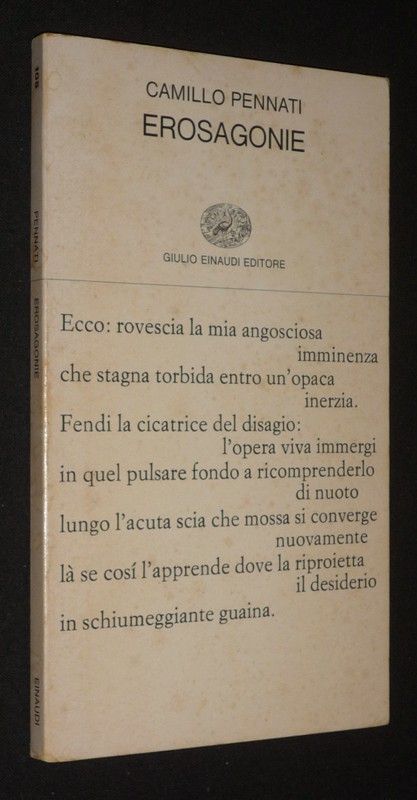 CAMILLO PENNATI
EROSAGONIE
GIULIO EINAUDI EDITORE
Ecco: rovescia la mia angosciosa
imminenza
che stagna torbida entro un'opaca
inerzia.
Fendi la cicatrice del disagio:
l'opera viva immergi
in quel pulsare fondo a ricomprenderlo
di nuoto
lungo l'acuta scia che mossa si converge
nuovamente
là se cosí l'apprende dove la riproietta
il desiderio
in schiumeggiante guaina.
108
PENNATI
EROSAGONIE
EINAUDI